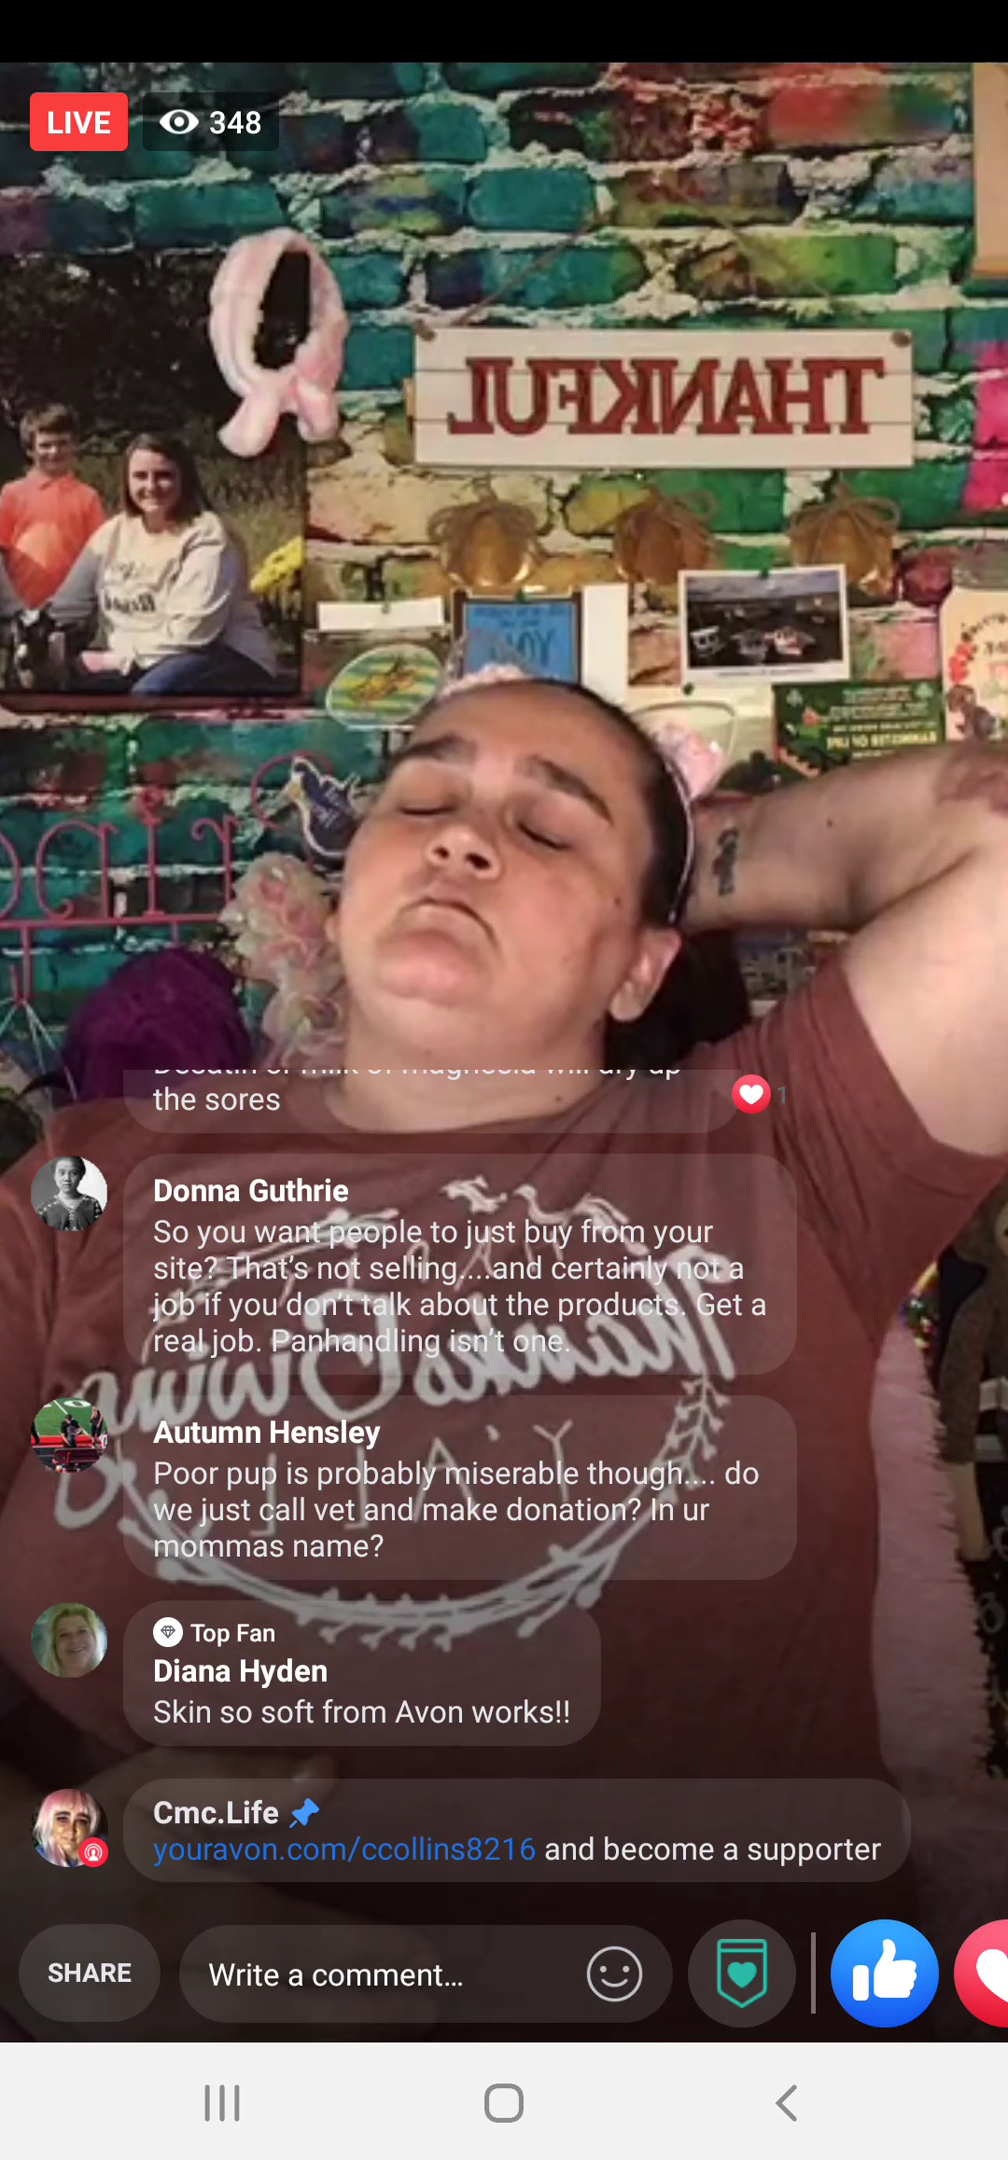 LIVE 348
THANKFUL
the sores
1
Donna Guthrie
So you want people to just buy from your
site? That's not selling....and certainly not a
job if you don't talk about the products. Get a
real job. Panhandling isn't one.
Thanks Giving
Y'ALL
Autumn Hensley
Poor pup is probably miserable though.... do
we just call vet and make donation? In ur
mommas name?
Top Fan
Diana Hyden
Skin so soft from Avon works!!
Cmc.Life
youravon.com/ccollins8216 and become a supporter
SHARE
Write a comment...